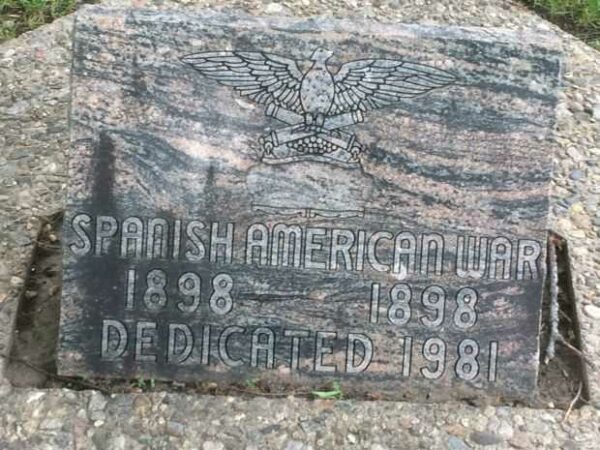 SPANISH AMERICAN WAR
1898 — 1898
DEDICATED 1981